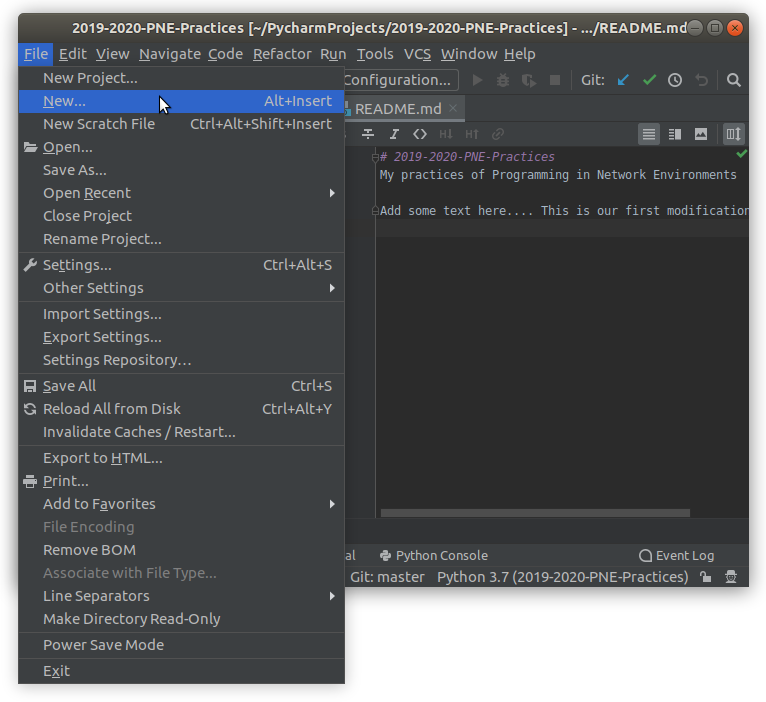 2019-2020-PNE-Practices [~/PycharmProjects/2019-2020-PNE-Practices] - .../README.md
File Edit View Navigate Code Refactor Run Tools VCS Window Help
New Project...
Configuration... Git:
New... Alt+Insert
README.md
New Scratch File Ctrl+Alt+Shift+Insert
H↓ H↑
Open...
Save As...
Open Recent
Close Project
Rename Project...
# 2019-2020-PNE-Practices
My practices of Programming in Network Environments
Add some text here.... This is our first modification
Settings... Ctrl+Alt+S
Other Settings
Import Settings...
Export Settings...
Settings Repository...
Save All Ctrl+S
Reload All from Disk Ctrl+Alt+Y
Invalidate Caches / Restart...
Export to HTML...
Print...
Add to Favorites
File Encoding
Remove BOM
Associate with File Type...
Line Separators
Make Directory Read-Only
Power Save Mode
Exit
al Python Console Event Log
Git: master Python 3.7 (2019-2020-PNE-Practices)